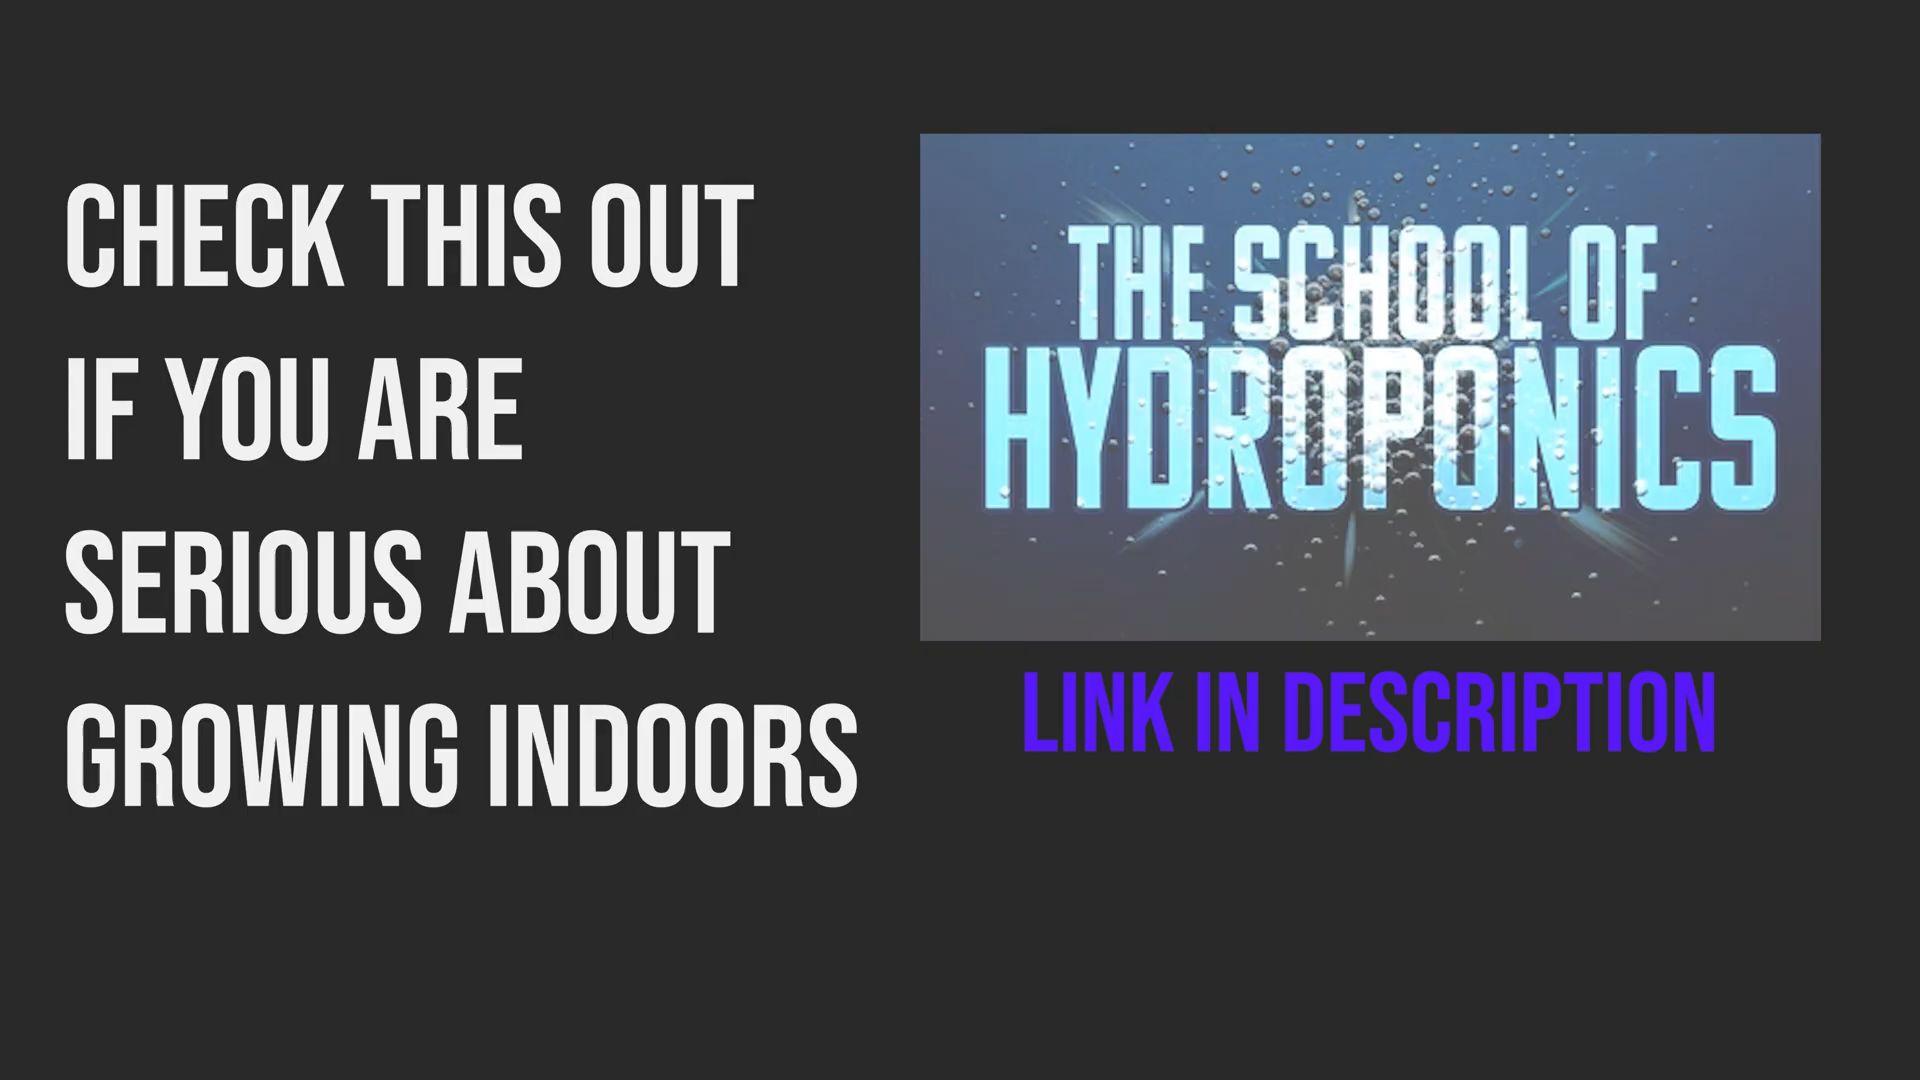 CHECK THIS OUT
IF YOU ARE
SERIOUS ABOUT
GROWING INDOORS
THE SCHOOL OF
HYDROPONICS
LINK IN DESCRIPTION